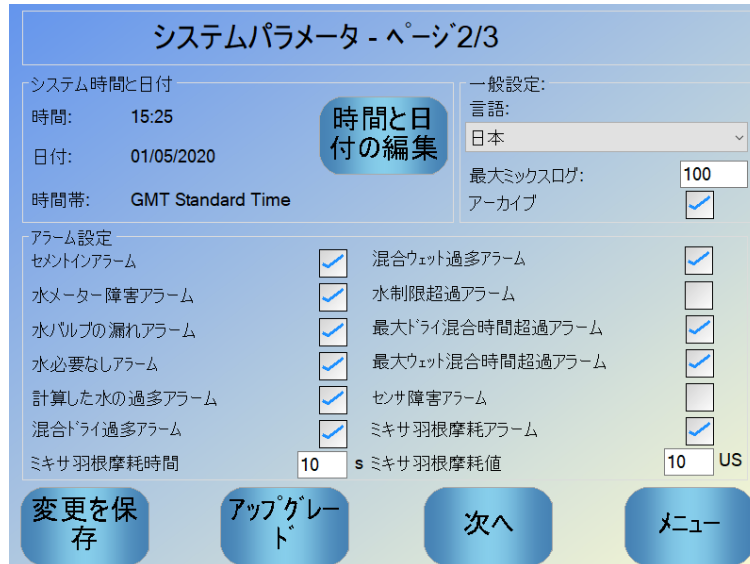 システムパラメータ - ページ2/3
システム時間と日付
時間: 15:25
日付: 01/05/2020
時間帯: GMT Standard Time
時間と日
付の編集
一般設定:
言語:
日本
最大ミックスログ: 100
アーカイブ
アラーム設定
セメントインアラーム
水メーター障害アラーム
水バルブの漏れアラーム
水必要なしアラーム
計算した水の過多アラーム
混合ドライ過多アラーム
ミキサ羽根摩耗時間 10 s
混合ウェット過多アラーム
水制限超過アラーム
最大ドライ混合時間超過アラーム
最大ウェット混合時間超過アラーム
センサ障害アラーム
ミキサ羽根摩耗アラーム
ミキサ羽根摩耗値 10 US
変更を保
存
アップグレー
ド
次へ
メニュー